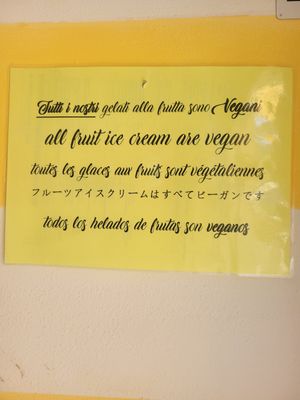 Tutti i nostri gelati alla frutta sono Vegani
all fruit ice cream are vegan
toutes les glaces aux fruits sont végétaliennes
フルーツアイスクリームはすべてビーガンです
todos los helados de frutas son veganos